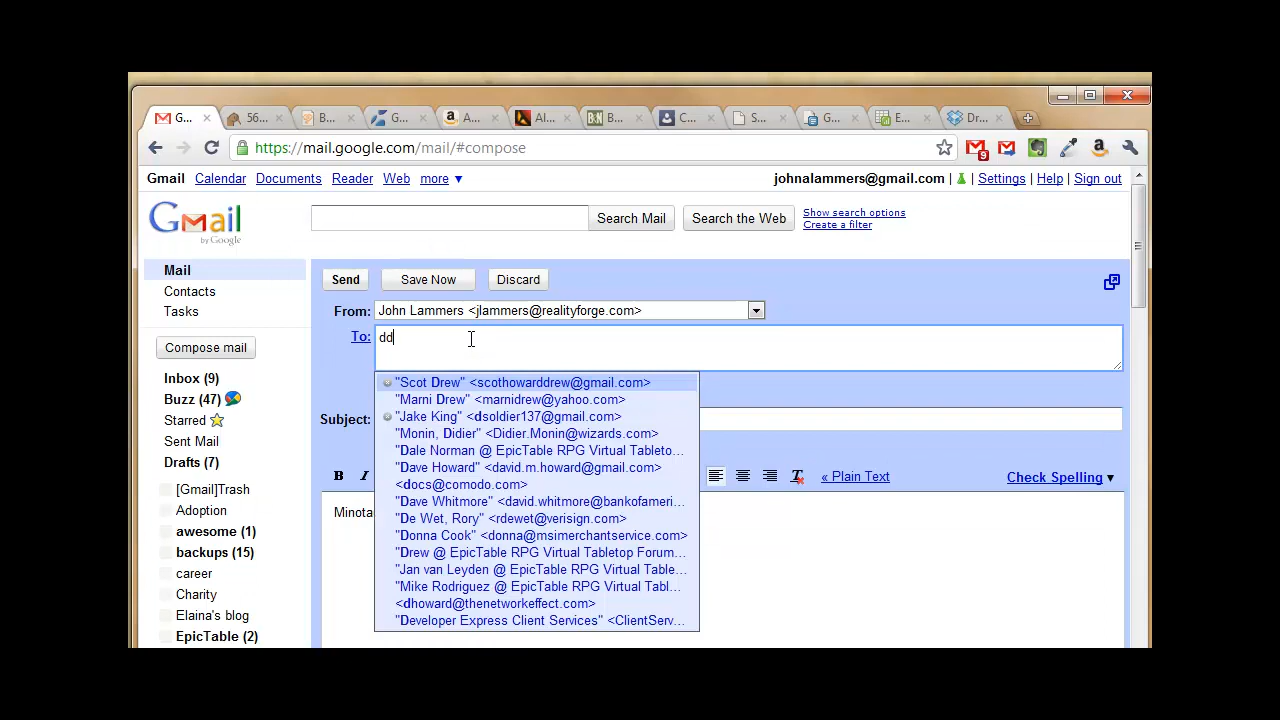 G...
56...
B...
G...
A...
Al...
B...
C...
S...
G...
E...
Dr...
https://mail.google.com/mail/#compose
9
Gmail Calendar Documents Reader Web more ▼
johnalammers@gmail.com | | Settings | Help | Sign out
Gmail
by Google
Search Mail
Search the Web
Show search options
Create a filter
Mail
Contacts
Tasks
Compose mail
Inbox (9)
Buzz (47)
Starred
Sent Mail
Drafts (7)
[Gmail]Trash
Adoption
awesome (1)
backups (15)
career
Charity
Elaina's blog
EpicTable (2)
Send
Save Now
Discard
From: John Lammers <jlammers@realityforge.com>
To: dd
"Scot Drew" <scothowarddrew@gmail.com>
"Marni Drew" <marnidrew@yahoo.com>
"Jake King" <dsoldier137@gmail.com>
"Monin, Didier" <Didier.Monin@wizards.com>
"Dale Norman @ EpicTable RPG Virtual Tableto...
"Dave Howard" <david.m.howard@gmail.com>
<docs@comodo.com>
"Dave Whitmore" <david.whitmore@bankofameri...
"De Wet, Rory" <rdewet@verisign.com>
"Donna Cook" <donna@msimerchantservice.com>
"Drew @ EpicTable RPG Virtual Tabletop Forum...
"Jan van Leyden @ EpicTable RPG Virtual Table...
"Mike Rodriguez @ EpicTable RPG Virtual Tabl...
<dhoward@thenetworkeffect.com>
"Developer Express Client Services" <ClientServ...
Subject:
B I
« Plain Text
Check Spelling ▼
Minota